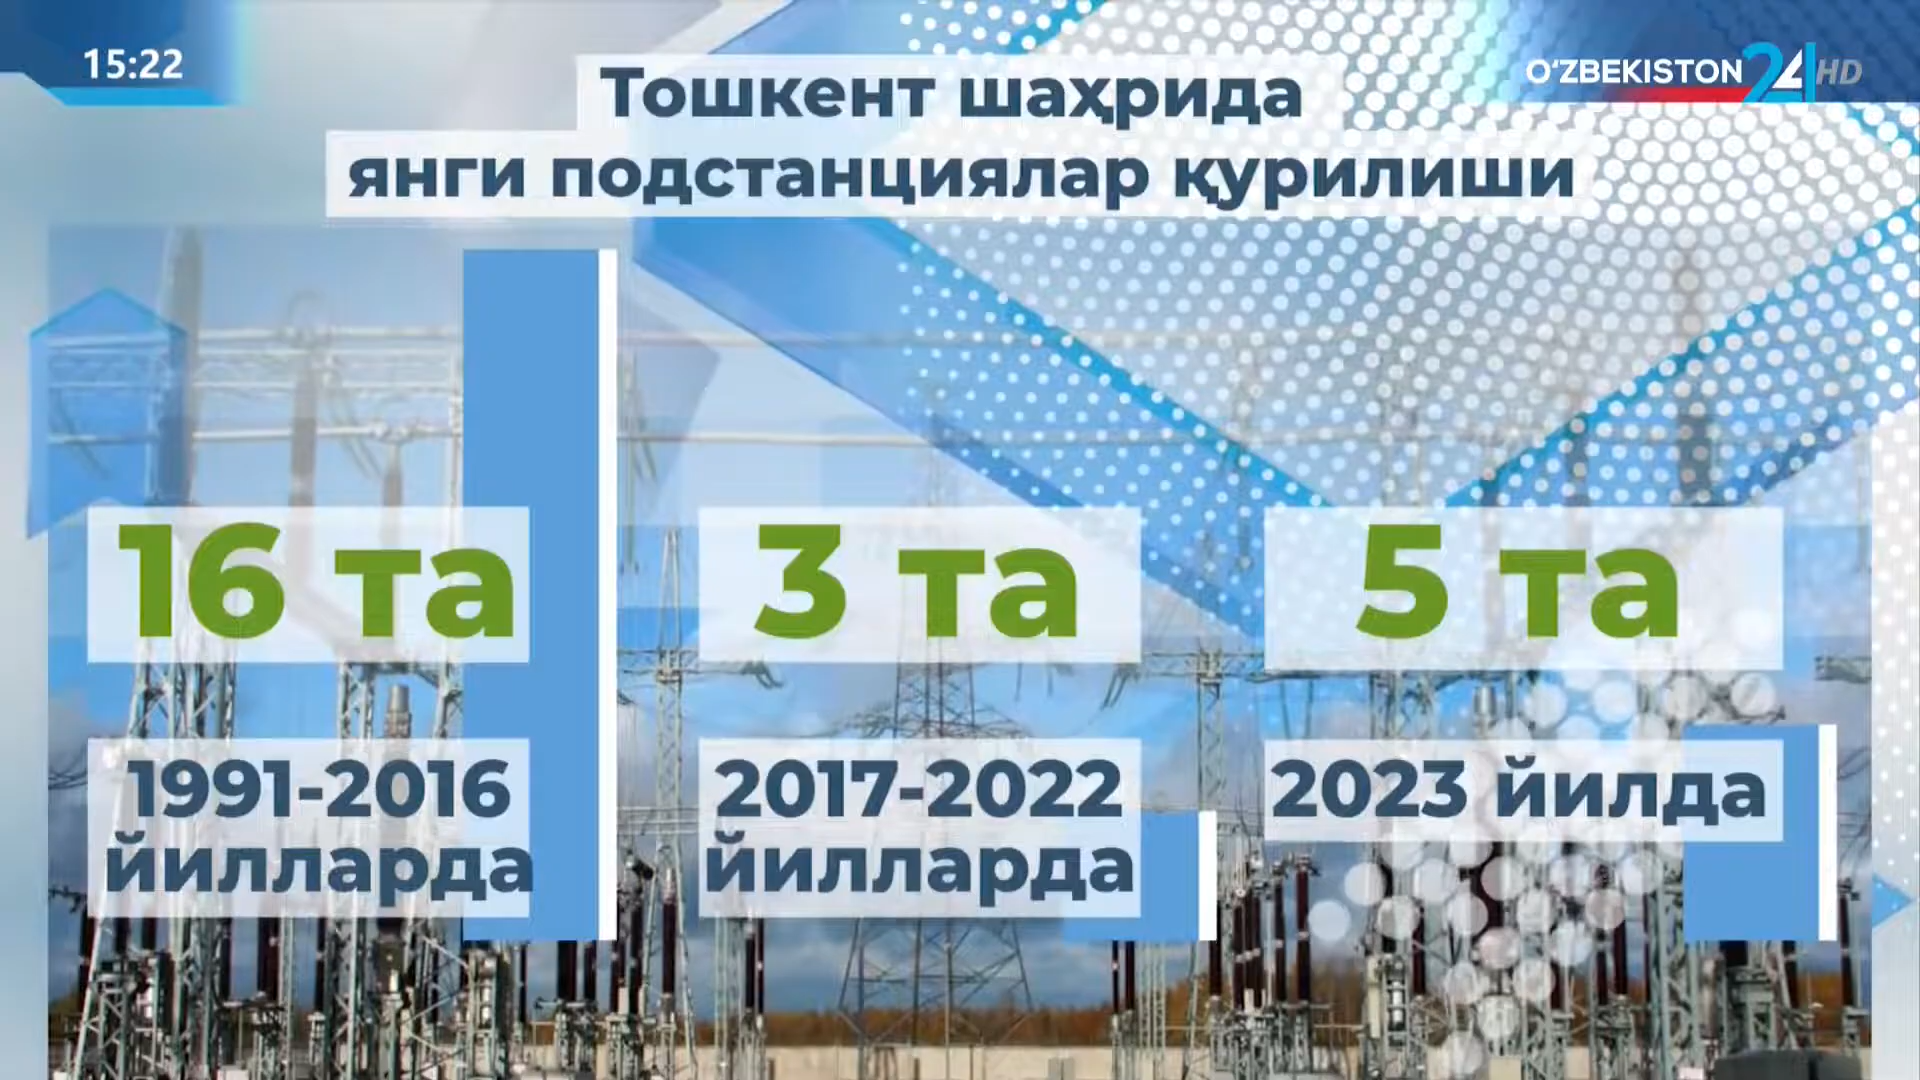 15:22
O‘ZBEKISTON 24 HD
Тошкент шаҳрида
янги подстанциялар қурилиши
16 та
1991-2016
йилларда
3 та
2017-2022
йилларда
5 та
2023 йилда